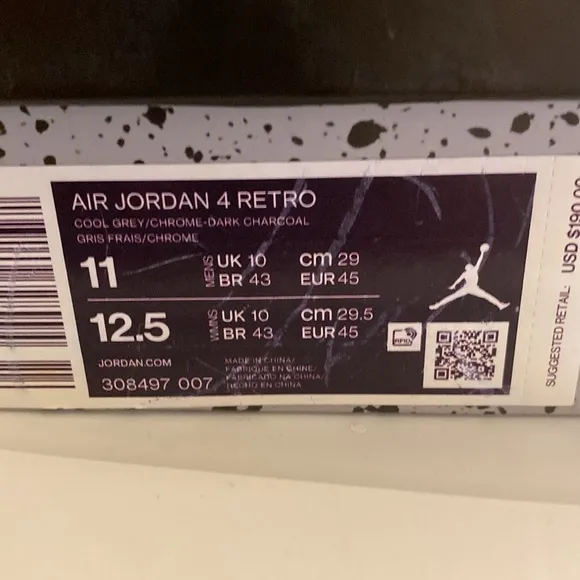 AIR JORDAN 4 RETRO
COOL GREY/CHROME-DARK CHARCOAL
GRIS FRAIS/CHROME
11 MENS UK 10 cm 29
BR 43 EUR 45
12.5 WMNS UK 10 cm 29.5
BR 43 EUR 45
JORDAN.COM
308497 007
MADE IN CHINA/
FABRIQUE EN CHINE/
FABRICADO NA CHINA/
HECHO EN CHINA
RFID
SUGGESTED RETAIL: USD $190.00